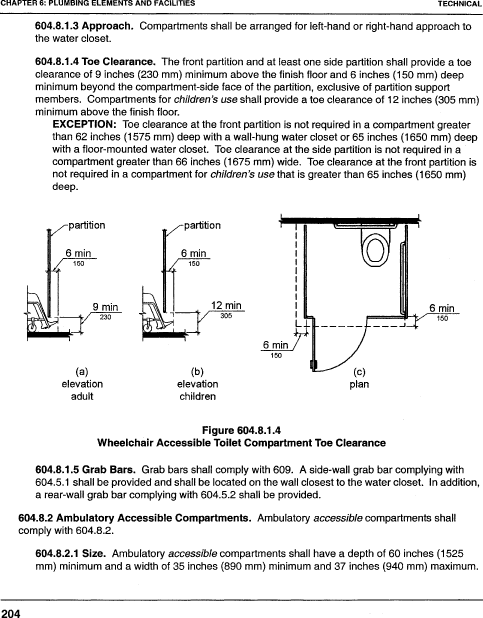 CHAPTER 6: PLUMBING ELEMENTS AND FACILITIES TECHNICAL
604.8.1.3 Approach. Compartments shall be arranged for left-hand or right-hand approach to
the water closet.
604.8.1.4 Toe Clearance. The front partition and at least one side partition shall provide a toe
clearance of 9 inches (230 mm) minimum above the finish floor and 6 inches (150 mm) deep
minimum beyond the compartment-side face of the partition, exclusive of partition support
members. Compartments for children's use shall provide a toe clearance of 12 inches (305 mm)
minimum above the finish floor.
EXCEPTION: Toe clearance at the front partition is not required in a compartment greater
than 62 inches (1575 mm) deep with a wall-hung water closet or 65 inches (1650 mm) deep
with a floor-mounted water closet. Toe clearance at the side partition is not required in a
compartment greater than 66 inches (1675 mm) wide. Toe clearance at the front partition is
not required in a compartment for children's use that is greater than 65 inches (1650 mm)
deep.
partition
6 min
150
9 min
230
(a)
elevation
adult
partition
6 min
150
12 min
305
(b)
elevation
children
6 min
150
6 min
150
(c)
plan
Figure 604.8.1.4
Wheelchair Accessible Toilet Compartment Toe Clearance
604.8.1.5 Grab Bars. Grab bars shall comply with 609. A side-wall grab bar complying with
604.5.1 shall be provided and shall be located on the wall closest to the water closet. In addition,
a rear-wall grab bar complying with 604.5.2 shall be provided.
604.8.2 Ambulatory Accessible Compartments. Ambulatory accessible compartments shall
comply with 604.8.2.
604.8.2.1 Size. Ambulatory accessible compartments shall have a depth of 60 inches (1525
mm) minimum and a width of 35 inches (890 mm) minimum and 37 inches (940 mm) maximum.
204